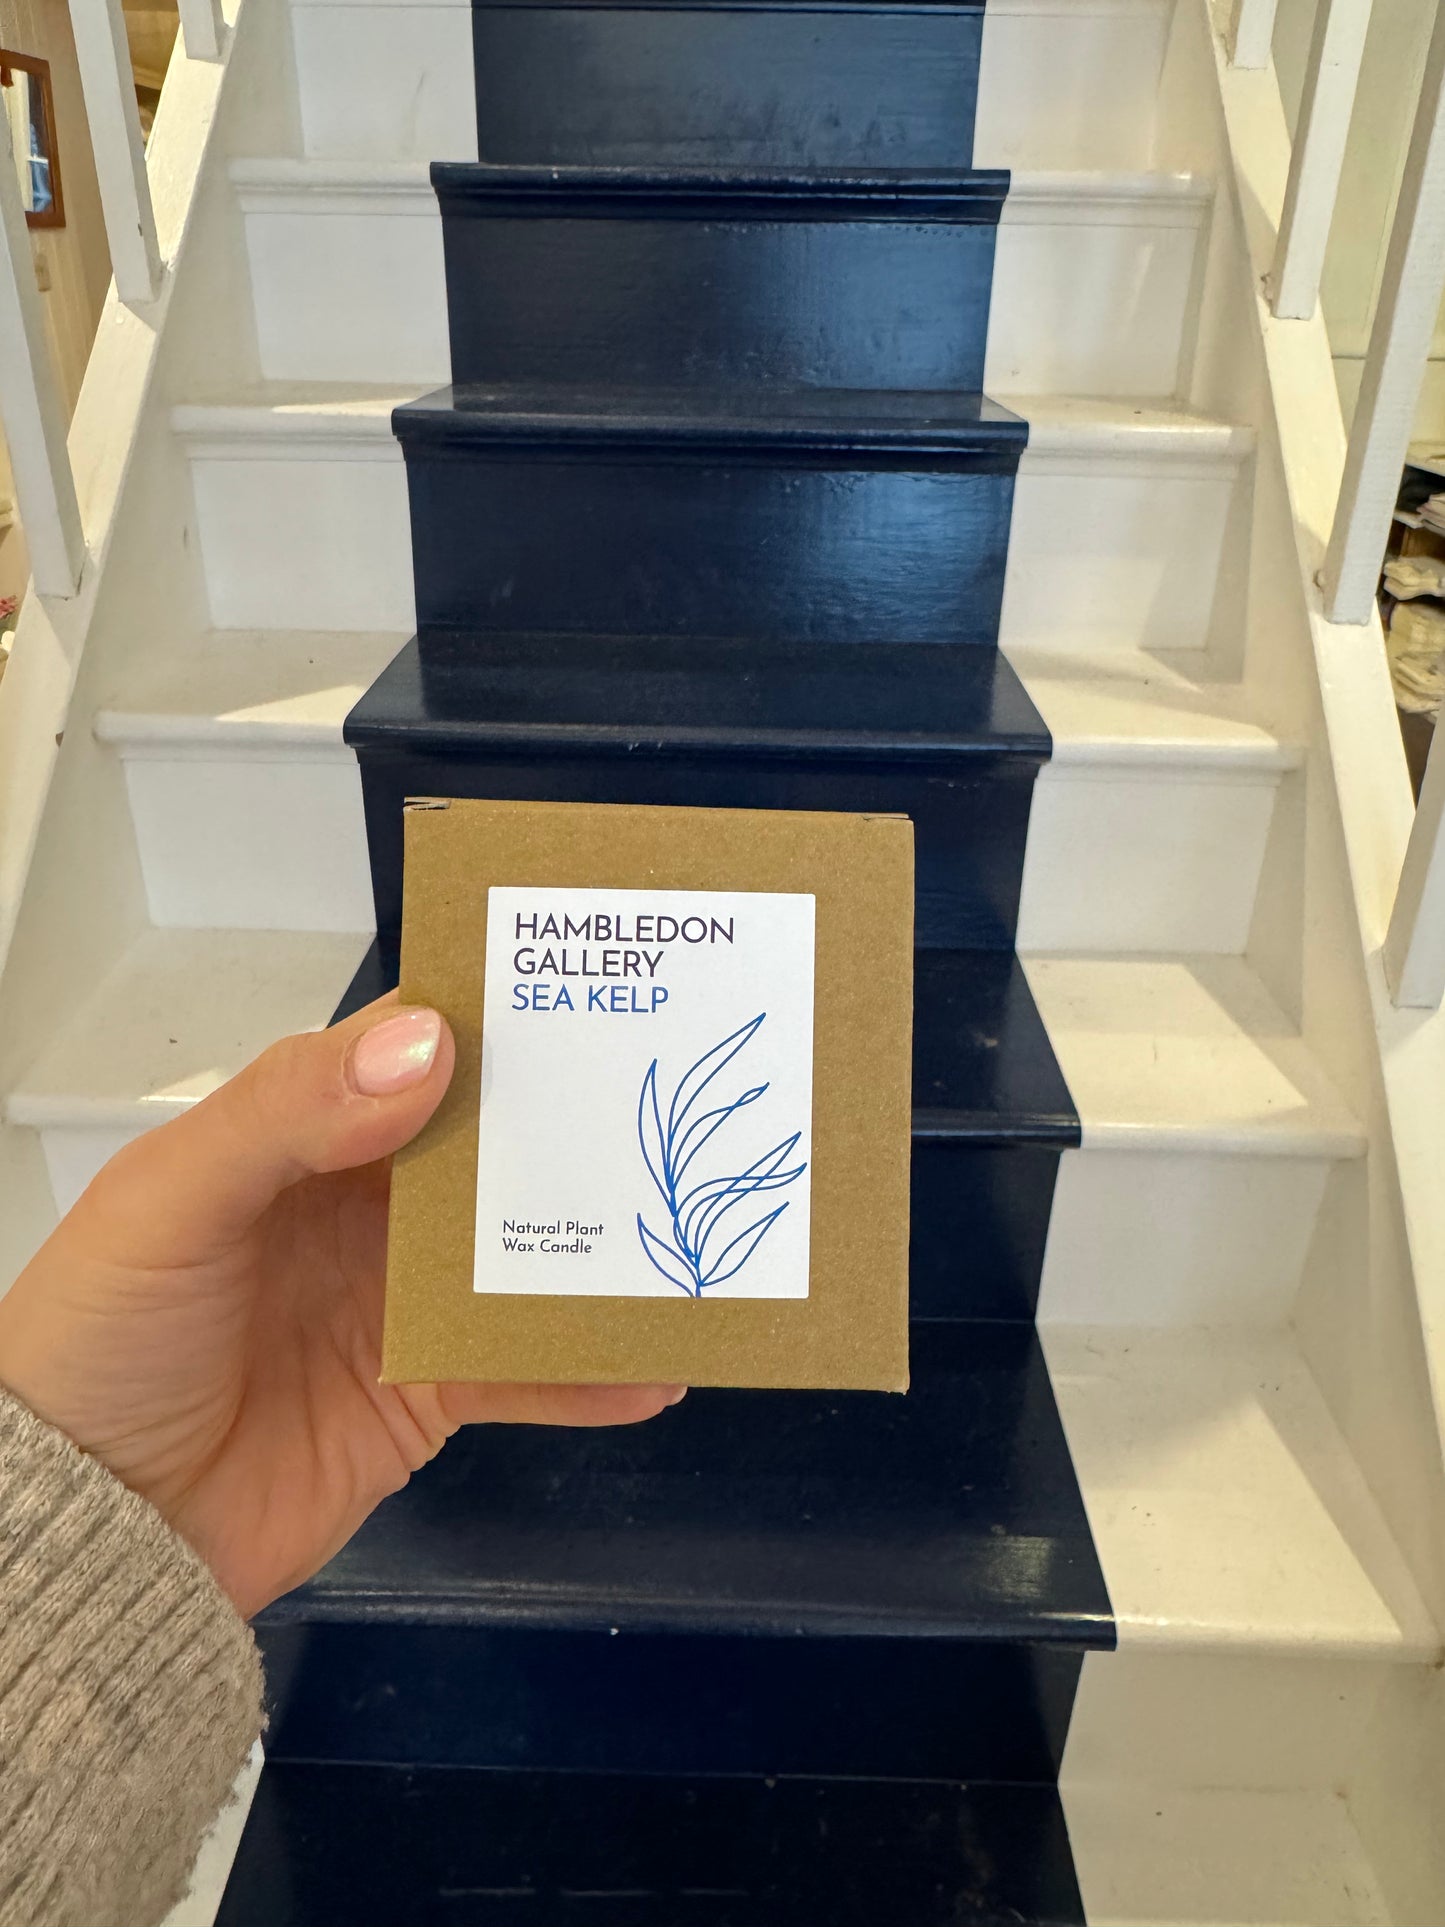 HAMBLEDON
GALLERY
SEA KELP
Natural Plant
Wax Candle